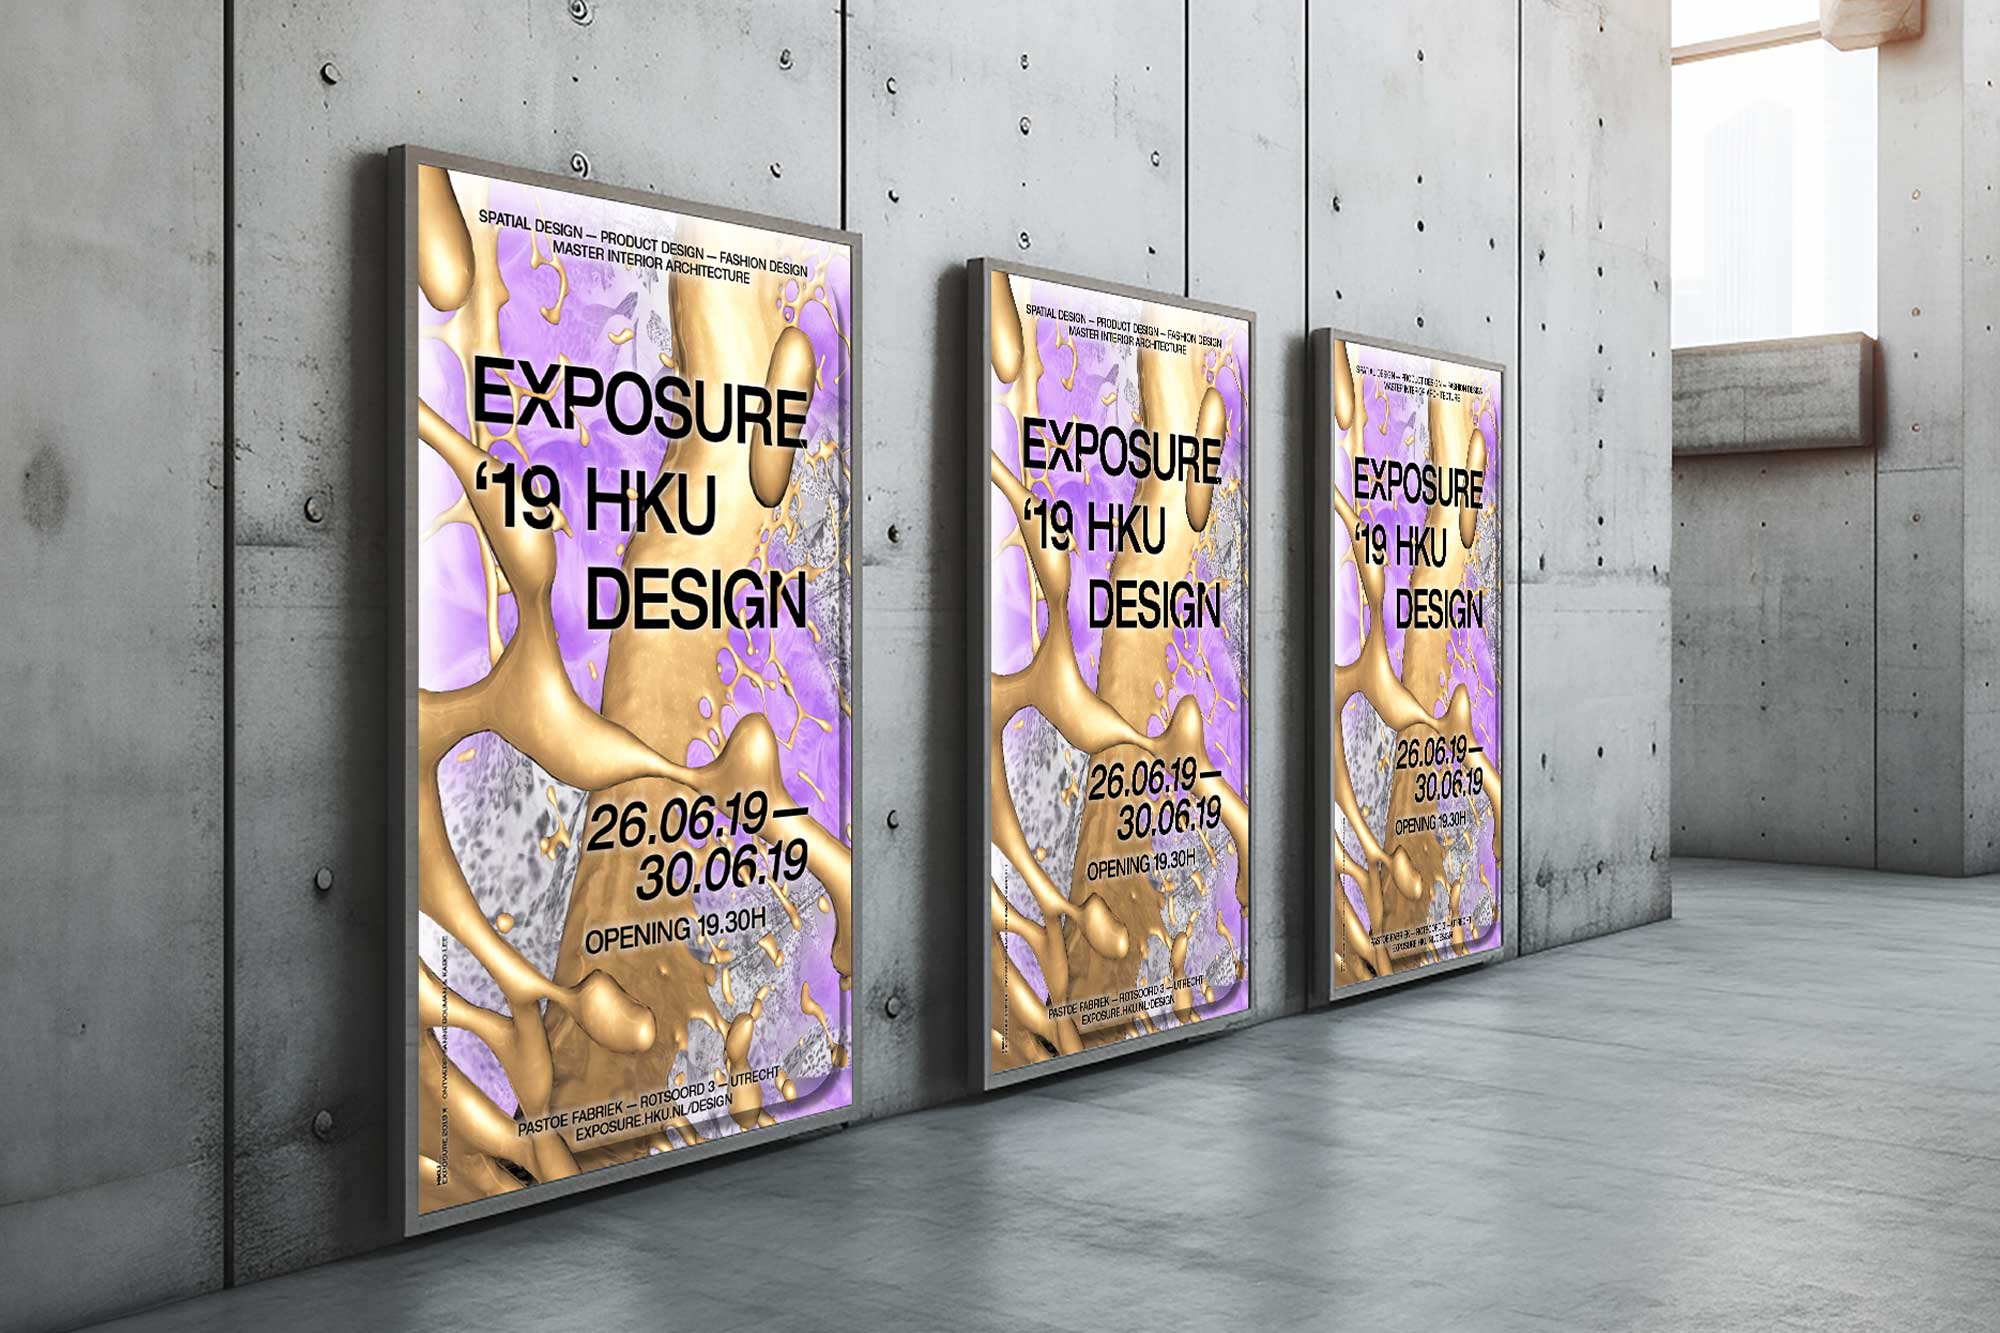 SPATIAL DESIGN — PRODUCT DESIGN — FASHION DESIGN
MASTER INTERIOR ARCHITECTURE
EXPOSURE
‘19 HKU
DESIGN
26.06.19—
30.06.19
OPENING 19.30H
PASTOE FABRIEK — ROTSOORD 3 — UTRECHT
EXPOSURE.HKU.NL/DESIGN
HKU
EXPOSURE 2019
SPATIAL DESIGN — PRODUCT DESIGN — FASHION DESIGN
MASTER INTERIOR ARCHITECTURE
EXPOSURE
‘19 HKU
DESIGN
26.06.19—
30.06.19
OPENING 19.30H
PASTOE FABRIEK — ROTSOORD 3 — UTRECHT
EXPOSURE.HKU.NL/DESIGN
SPATIAL DESIGN — PRODUCT DESIGN — FASHION DESIGN
MASTER INTERIOR ARCHITECTURE
EXPOSURE
‘19 HKU
DESIGN
26.06.19—
30.06.19
OPENING 19.30H
PASTOE FABRIEK — ROTSOORD 3 — UTRECHT
EXPOSURE.HKU.NL/DESIGN